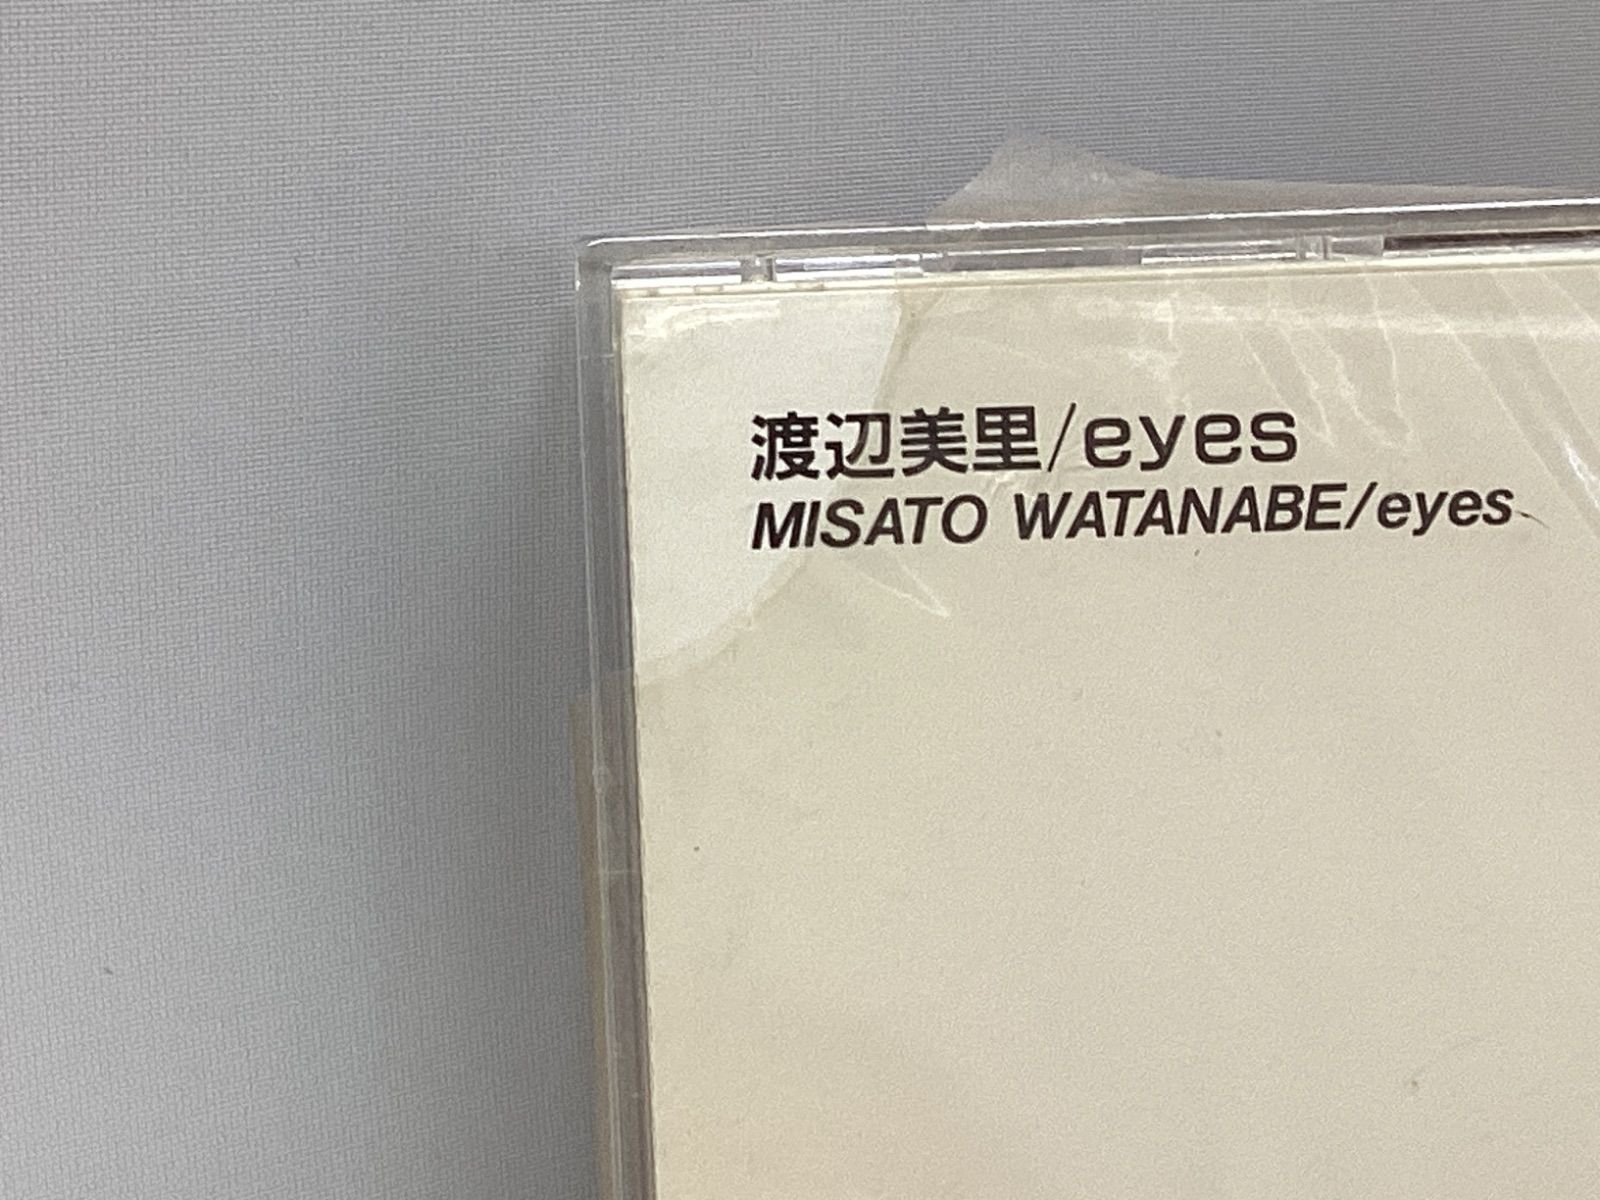 渡辺美里/eyes
MISATO WATANABE/eyes